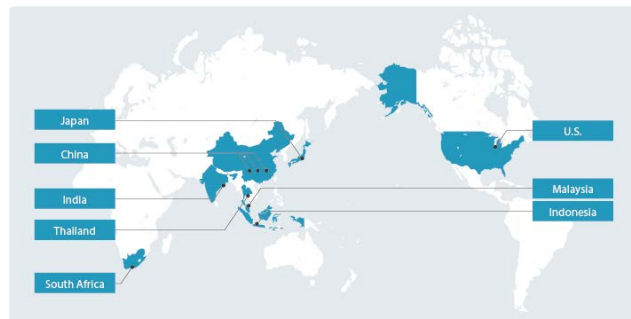 Japan
China
India
Thailand
South Africa
U.S.
Malaysia
Indonesia